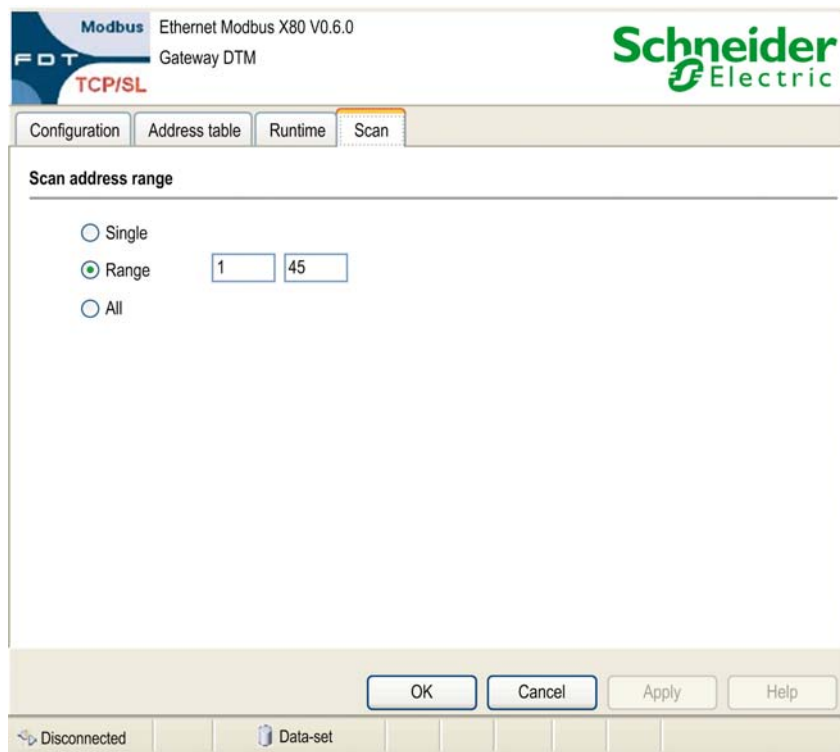 Modbus Ethernet Modbus X80 V0.6.0
FDT Gateway DTM
TCP/SL
Schneider
Electric
Configuration Address table Runtime Scan
Scan address range
Single
Range 1 45
All
OK Cancel Apply Help
Disconnected Data-set